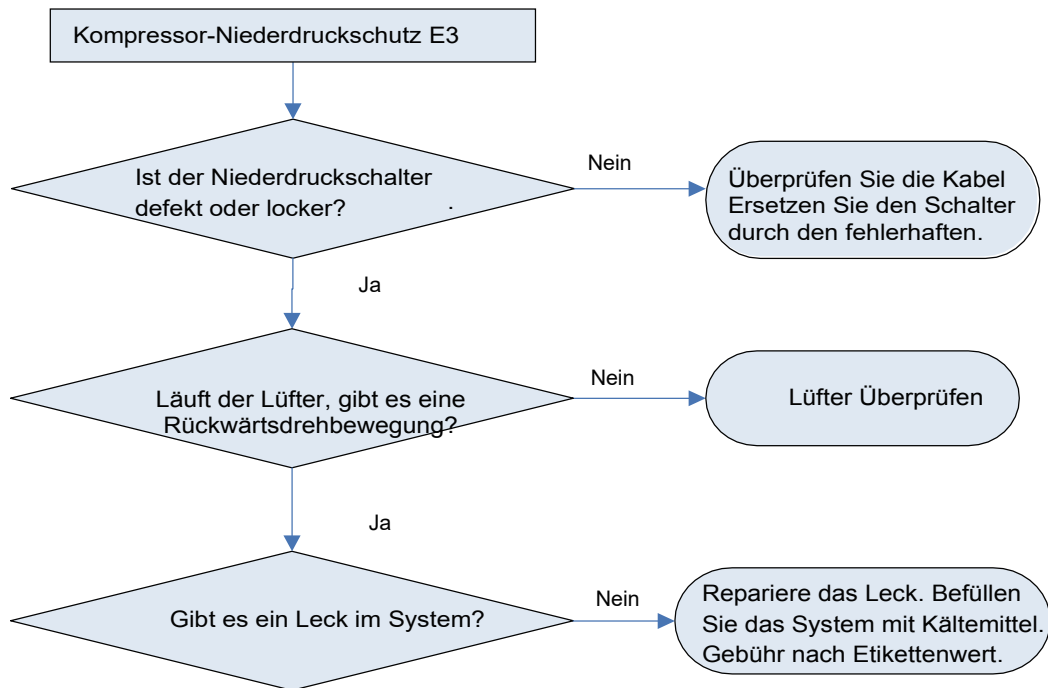 Kompressor-Niederdruckschutz E3
Ist der Niederdruckschalter
defekt oder locker? .
Nein
Überprüfen Sie die Kabel
Ersetzen Sie den Schalter
durch den fehlerhaften.
Ja
Läuft der Lüfter, gibt es eine
Rückwärtsdrehbewegung?
Nein
Lüfter Überprüfen
Ja
Gibt es ein Leck im System?
Nein
Repariere das Leck. Befüllen
Sie das System mit Kältemittel.
Gebühr nach Etikettenwert.